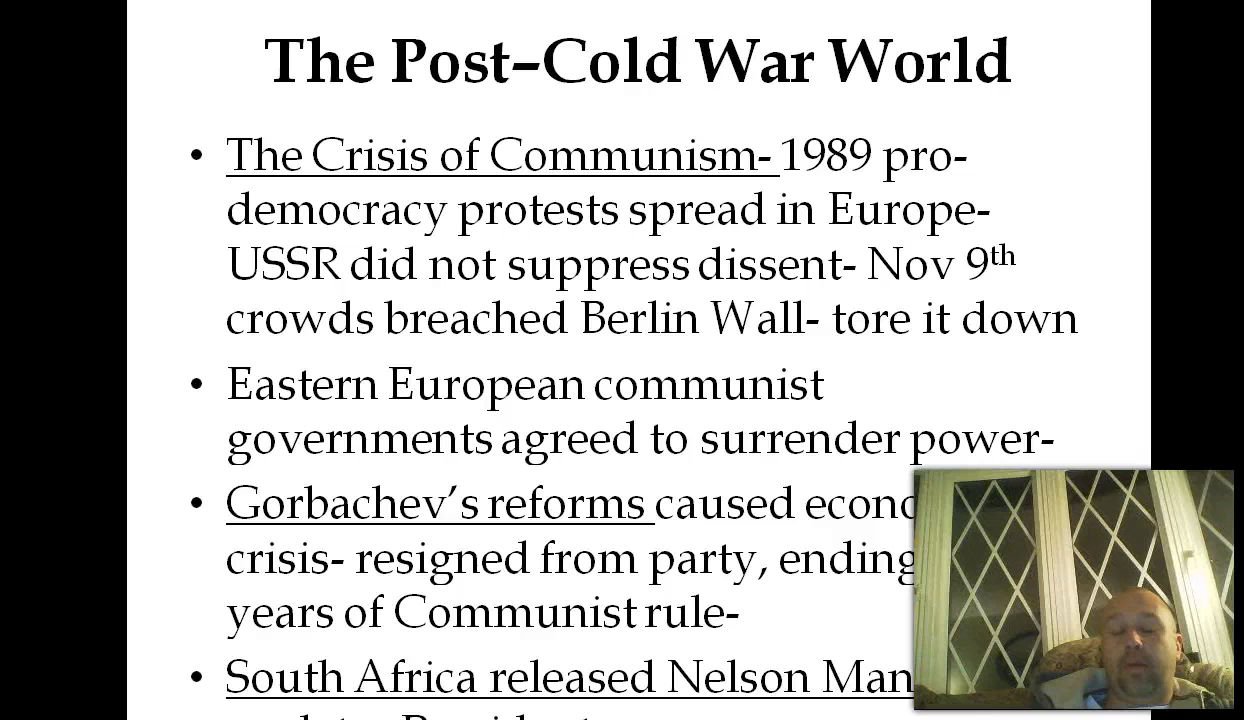 The Post–Cold War World
• The Crisis of Communism- 1989 pro-
democracy protests spread in Europe-
USSR did not suppress dissent- Nov 9th
crowds breached Berlin Wall- tore it down
• Eastern European communist
governments agreed to surrender power-
• Gorbachev’s reforms caused
crisis- resigned from party, ending
years of Communist rule-
• South Africa released Nelson